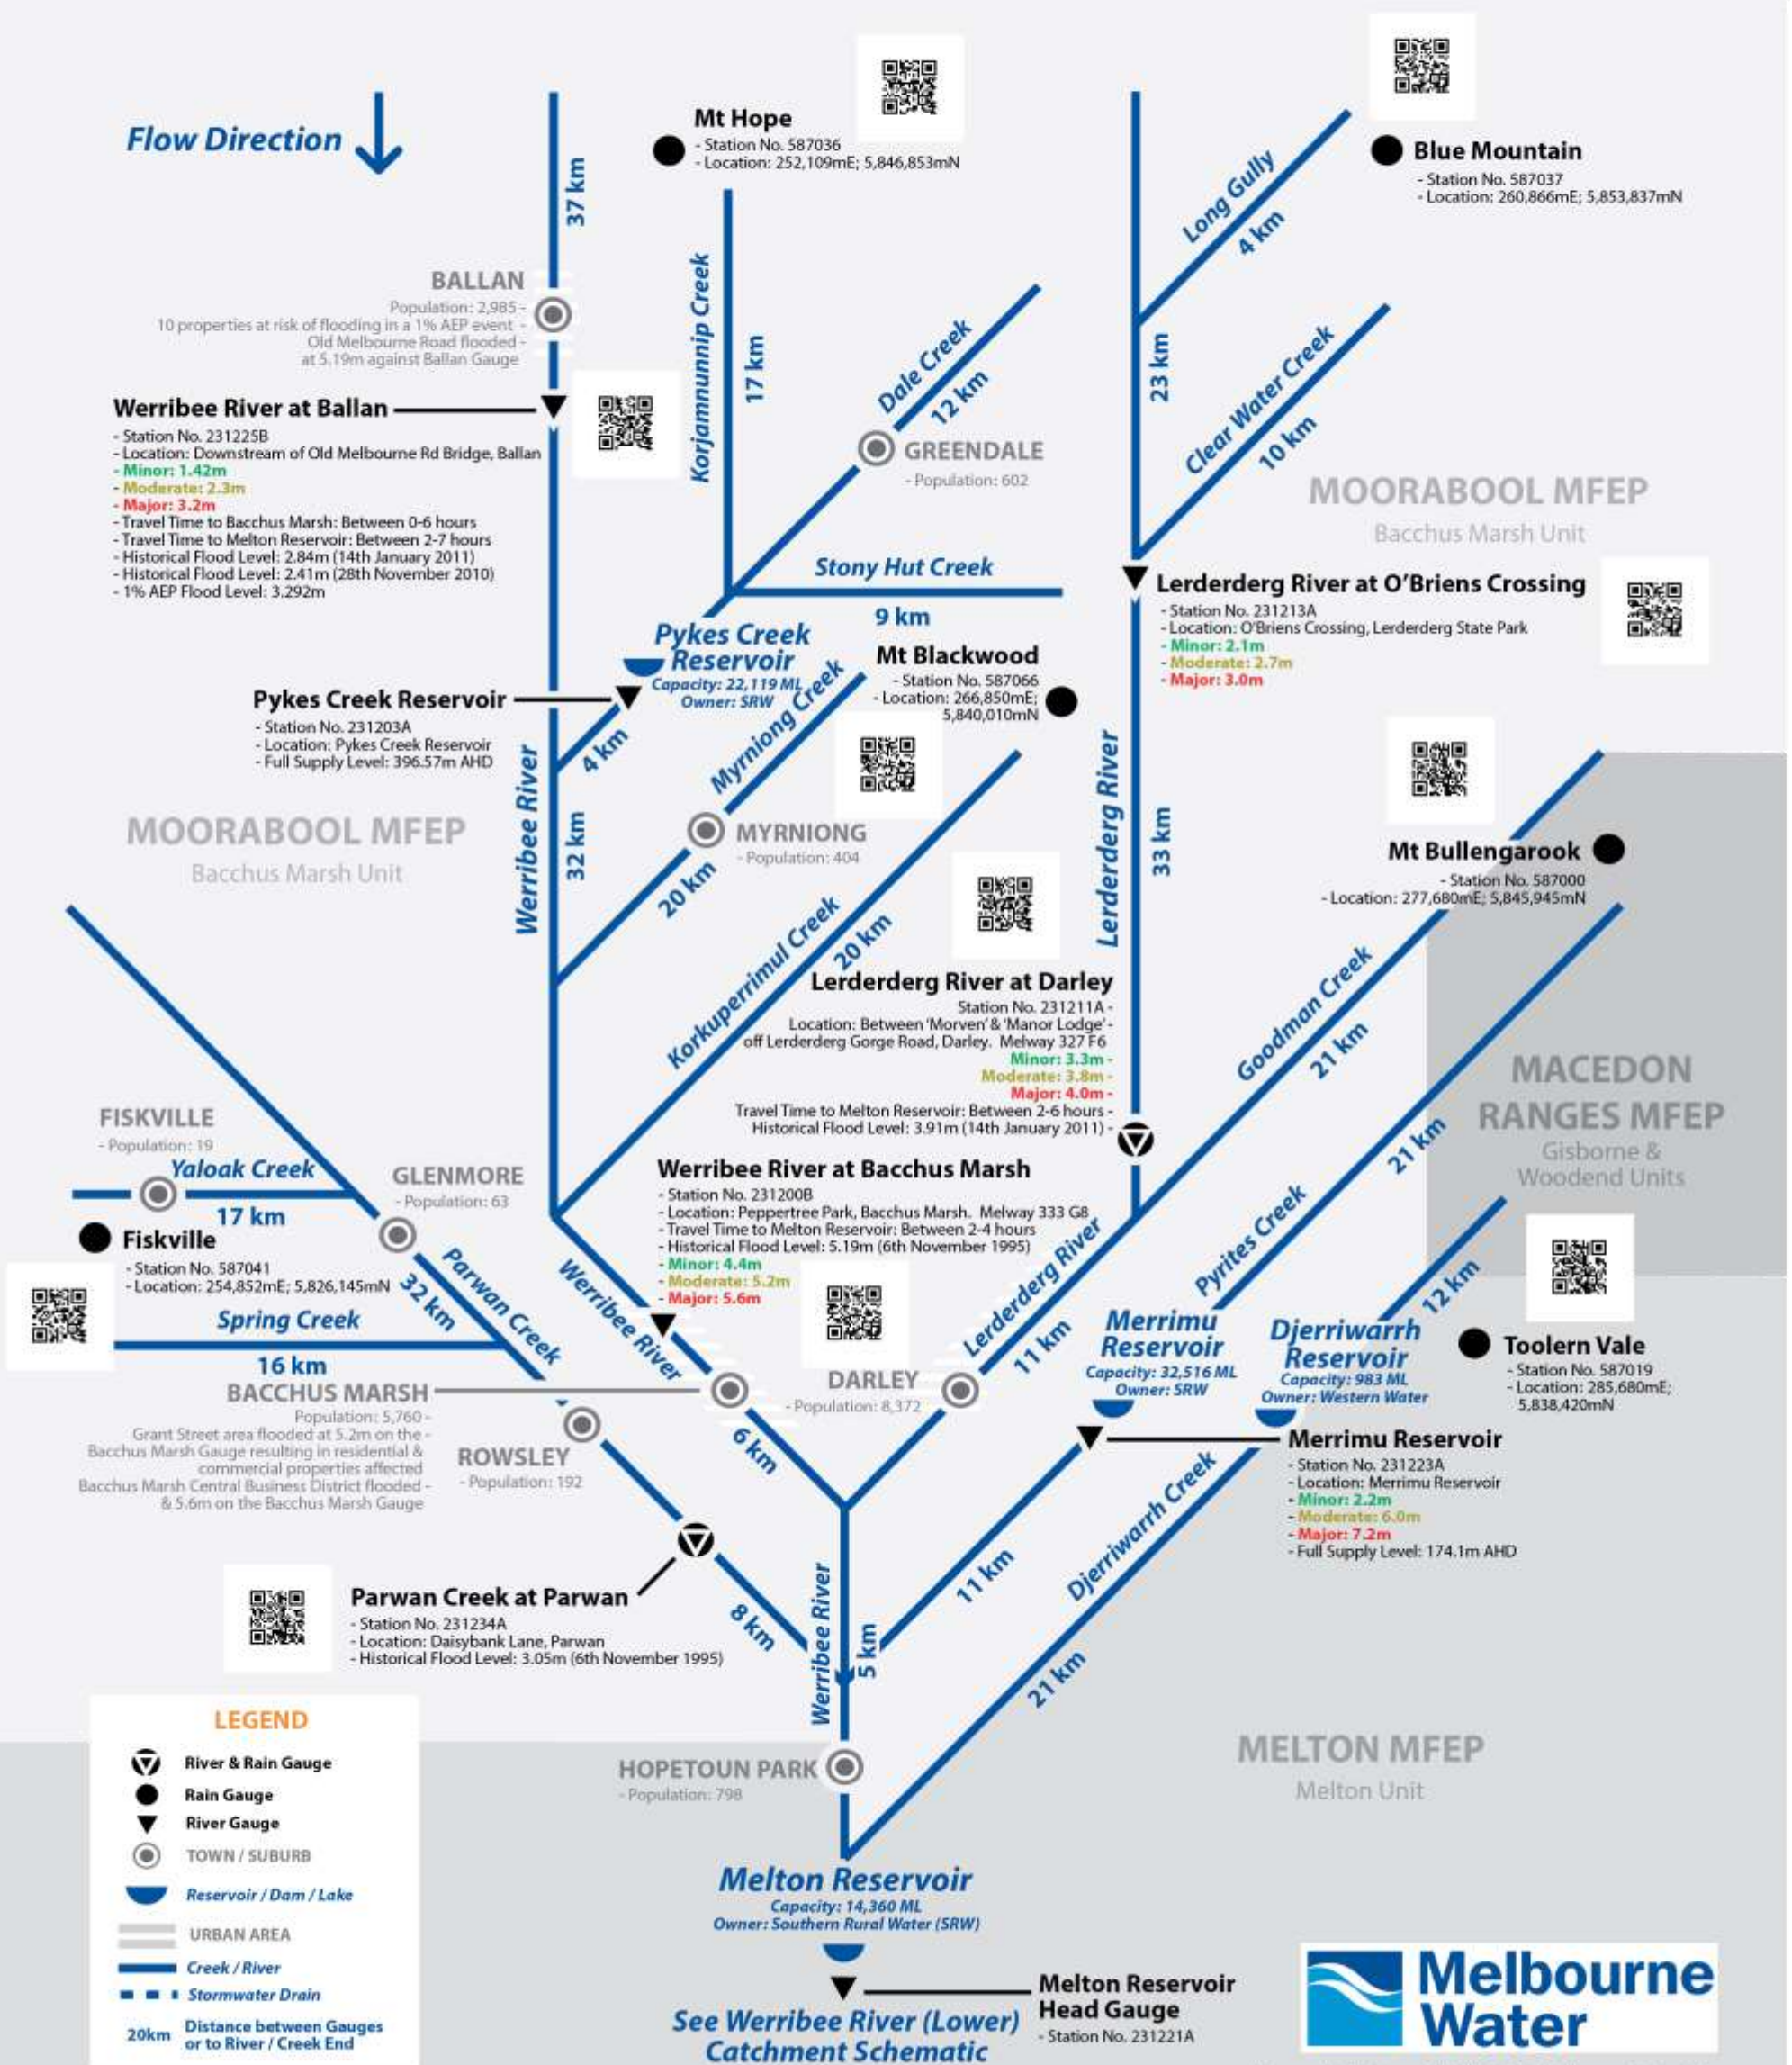 Flow Direction
37 km
Mt Hope
- Station No. 587036
- Location: 252,109mE; 5,846,853mN
Blue Mountain
- Station No. 587037
- Location: 260,866mE; 5,853,837mN
Long Gully
4 km
BALLAN
Population: 2,985 -
10 properties at risk of flooding in a 1% AEP event -
Old Melbourne Road flooded -
at 5.19m against Ballan Gauge
Korjamnunnip Creek
17 km
Dale Creek
12 km
23 km
Clear Water Creek
10 km
Werribee River at Ballan
- Station No. 231225B
- Location: Downstream of Old Melbourne Rd Bridge, Ballan
- Minor: 1.42m
- Moderate: 2.3m
- Major: 3.2m
- Travel Time to Bacchus Marsh: Between 0-6 hours
- Travel Time to Melton Reservoir: Between 2-7 hours
- Historical Flood Level: 2.84m (14th January 2011)
- Historical Flood Level: 2.41m (28th November 2010)
- 1% AEP Flood Level: 3.292m
GREENDALE
- Population: 602
MOORABOOL MFEP
Bacchus Marsh Unit
Stony Hut Creek
9 km
Lerderderg River at O'Briens Crossing
- Station No. 231213A
- Location: O'Briens Crossing, Lerderderg State Park
- Minor: 2.1m
- Moderate: 2.7m
- Major: 3.0m
Pykes Creek
Reservoir
Capacity: 22,119 ML
Owner: SRW
Mt Blackwood
- Station No. 587066
- Location: 266,850mE;
5,840,010mN
Pykes Creek Reservoir
- Station No. 231203A
- Location: Pykes Creek Reservoir
- Full Supply Level: 396.57m AHD
4 km
Myrniong Creek
Werribee River
32 km
MOORABOOL MFEP
Bacchus Marsh Unit
MYRNIONG
- Population: 404
20 km
Lerderderg River
33 km
Mt Bullengarook
- Station No. 587000
- Location: 277,680mE; 5,845,945mN
Korkuperrimul Creek
20 km
Lerderderg River at Darley
Station No. 231211A -
Location: Between 'Morven' & 'Manor Lodge' -
off Lerderderg Gorge Road, Darley. Melway 327 F6
Minor: 3.3m -
Moderate: 3.8m -
Major: 4.0m -
Travel Time to Melton Reservoir: Between 2-6 hours -
Historical Flood Level: 3.91m (14th January 2011) -
Goodman Creek
21 km
MACEDON
RANGES MFEP
Gisborne &
Woodend Units
21 km
Pyrites Creek
FISKVILLE
- Population: 19
Yaloak Creek
17 km
GLENMORE
- Population: 63
Fiskville
- Station No. 587041
- Location: 254,852mE; 5,826,145mN
32 km
Parwan Creek
Spring Creek
16 km
Werribee River at Bacchus Marsh
- Station No. 231200B
- Location: Peppertree Park, Bacchus Marsh. Melway 333 G8
- Travel Time to Melton Reservoir: Between 2-4 hours
- Historical Flood Level: 5.19m (6th November 1995)
- Minor: 4.4m
- Moderate: 5.2m
- Major: 5.6m
Werribee River
Lerderderg River
11 km
Merrimu
Reservoir
Capacity: 32,516 ML
Owner: SRW
12 km
Djerriwarrh
Reservoir
Capacity: 983 ML
Owner: Western Water
Toolern Vale
- Station No. 587019
- Location: 285,680mE;
5,838,420mN
BACCHUS MARSH
Population: 5,760 -
Grant Street area flooded at 5.2m on the -
Bacchus Marsh Gauge resulting in residential &
commercial properties affected
Bacchus Marsh Central Business District flooded -
& 5.6m on the Bacchus Marsh Gauge
DARLEY
- Population: 8,372
ROWSLEY
- Population: 192
6 km
Merrimu Reservoir
- Station No. 231223A
- Location: Merrimu Reservoir
- Minor: 2.2m
- Moderate: 6.0m
- Major: 7.2m
- Full Supply Level: 174.1m AHD
Djerriwarrh Creek
11 km
21 km
Parwan Creek at Parwan
- Station No. 231234A
- Location: Daisybank Lane, Parwan
- Historical Flood Level: 3.05m (6th November 1995)
8 km
Werribee River
5 km
HOPETOUN PARK
- Population: 798
MELTON MFEP
Melton Unit
LEGEND
River & Rain Gauge
Rain Gauge
River Gauge
TOWN / SUBURB
Reservoir / Dam / Lake
URBAN AREA
Creek / River
Stormwater Drain
20km Distance between Gauges
or to River / Creek End
Melton Reservoir
Capacity: 14,360 ML
Owner: Southern Rural Water (SRW)
Melton Reservoir
Head Gauge
- Station No. 231221A
See Werribee River (Lower)
Catchment Schematic
Melbourne
Water